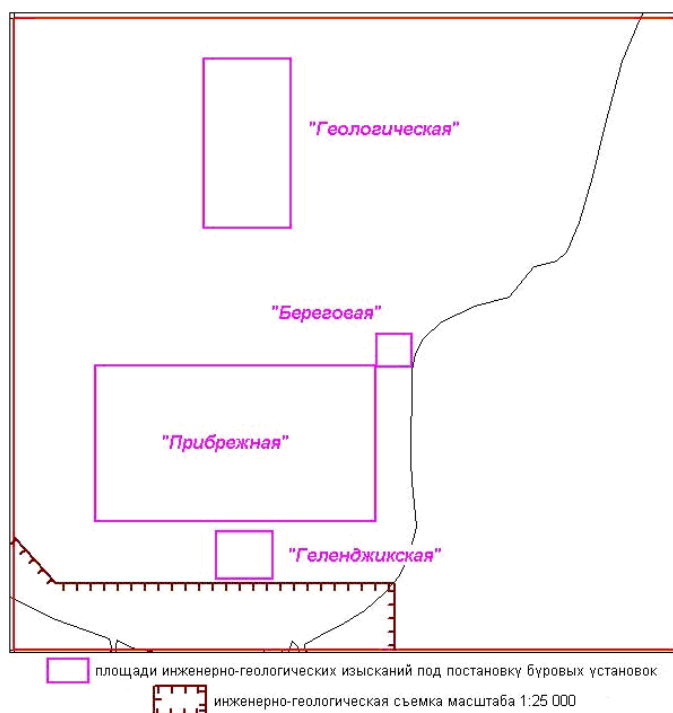 "Геологическая"
"Береговая"
"Прибрежная"
"Геленджикская"
площади инженерно-геологических изысканий под постановку буровых установок
инженерно-геологическая съемка масштаба 1:25 000